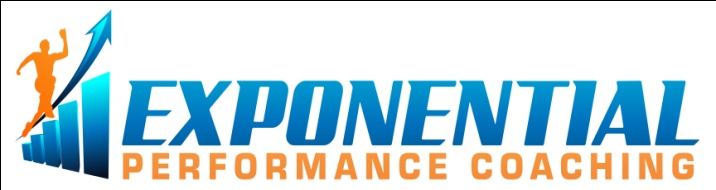 EXPONENTIAL
PERFORMANCE COACHING